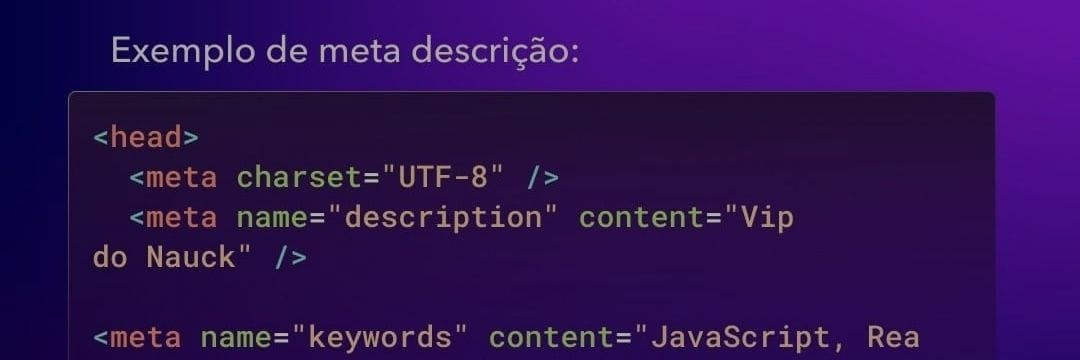 Exemplo de meta descrição:
<head>
<meta charset="UTF-8" />
<meta name="description" content="Vip
do Nauck" />
<meta name="keywords" content="JavaScript, Rea